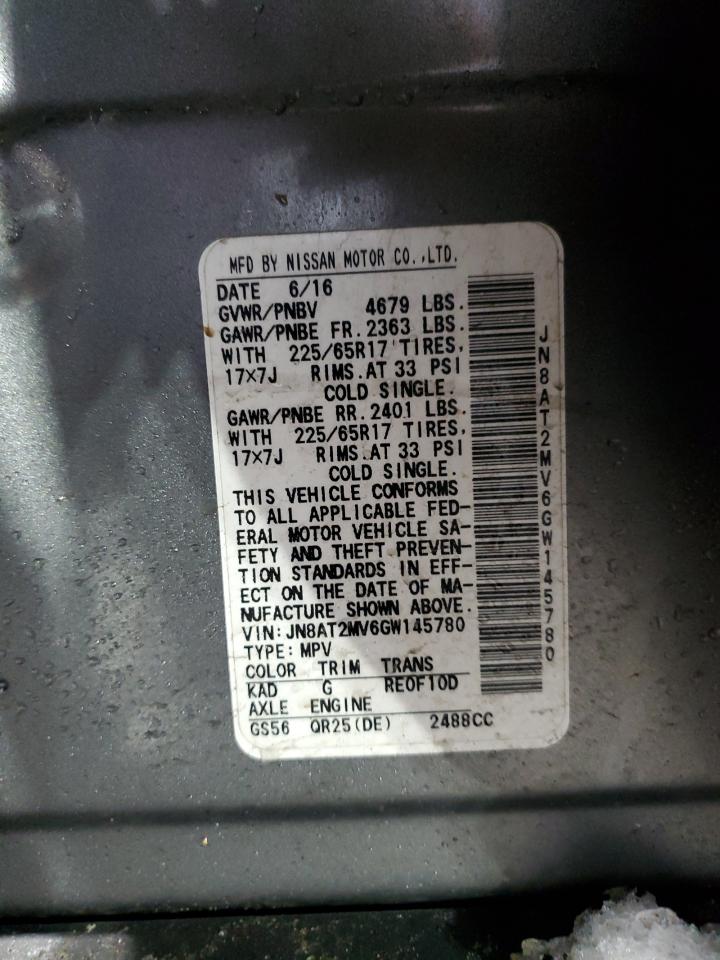 MFD BY NISSAN MOTOR CO.,LTD.
DATE 6/16
GVWR/PNBV 4679 LBS.
GAWR/PNBE FR. 2363 LBS.
WITH 225/65R17 TIRES,
17×7J RIMS.AT 33 PSI
COLD SINGLE.
GAWR/PNBE RR. 2401 LBS.
WITH 225/65R17 TIRES,
17×7J RIMS.AT 33 PSI
COLD SINGLE.
THIS VEHICLE CONFORMS
TO ALL APPLICABLE FED-
ERAL MOTOR VEHICLE SA-
FETY AND THEFT PREVEN-
TION STANDARDS IN EFF-
ECT ON THE DATE OF MA-
NUFACTURE SHOWN ABOVE.
VIN: JN8AT2MV6GW145780
TYPE: MPV
COLOR TRIM TRANS
KAD G RE0F10D
AXLE ENGINE
GS56 QR25(DE) 2488CC
JN8AT2MV6GW145780